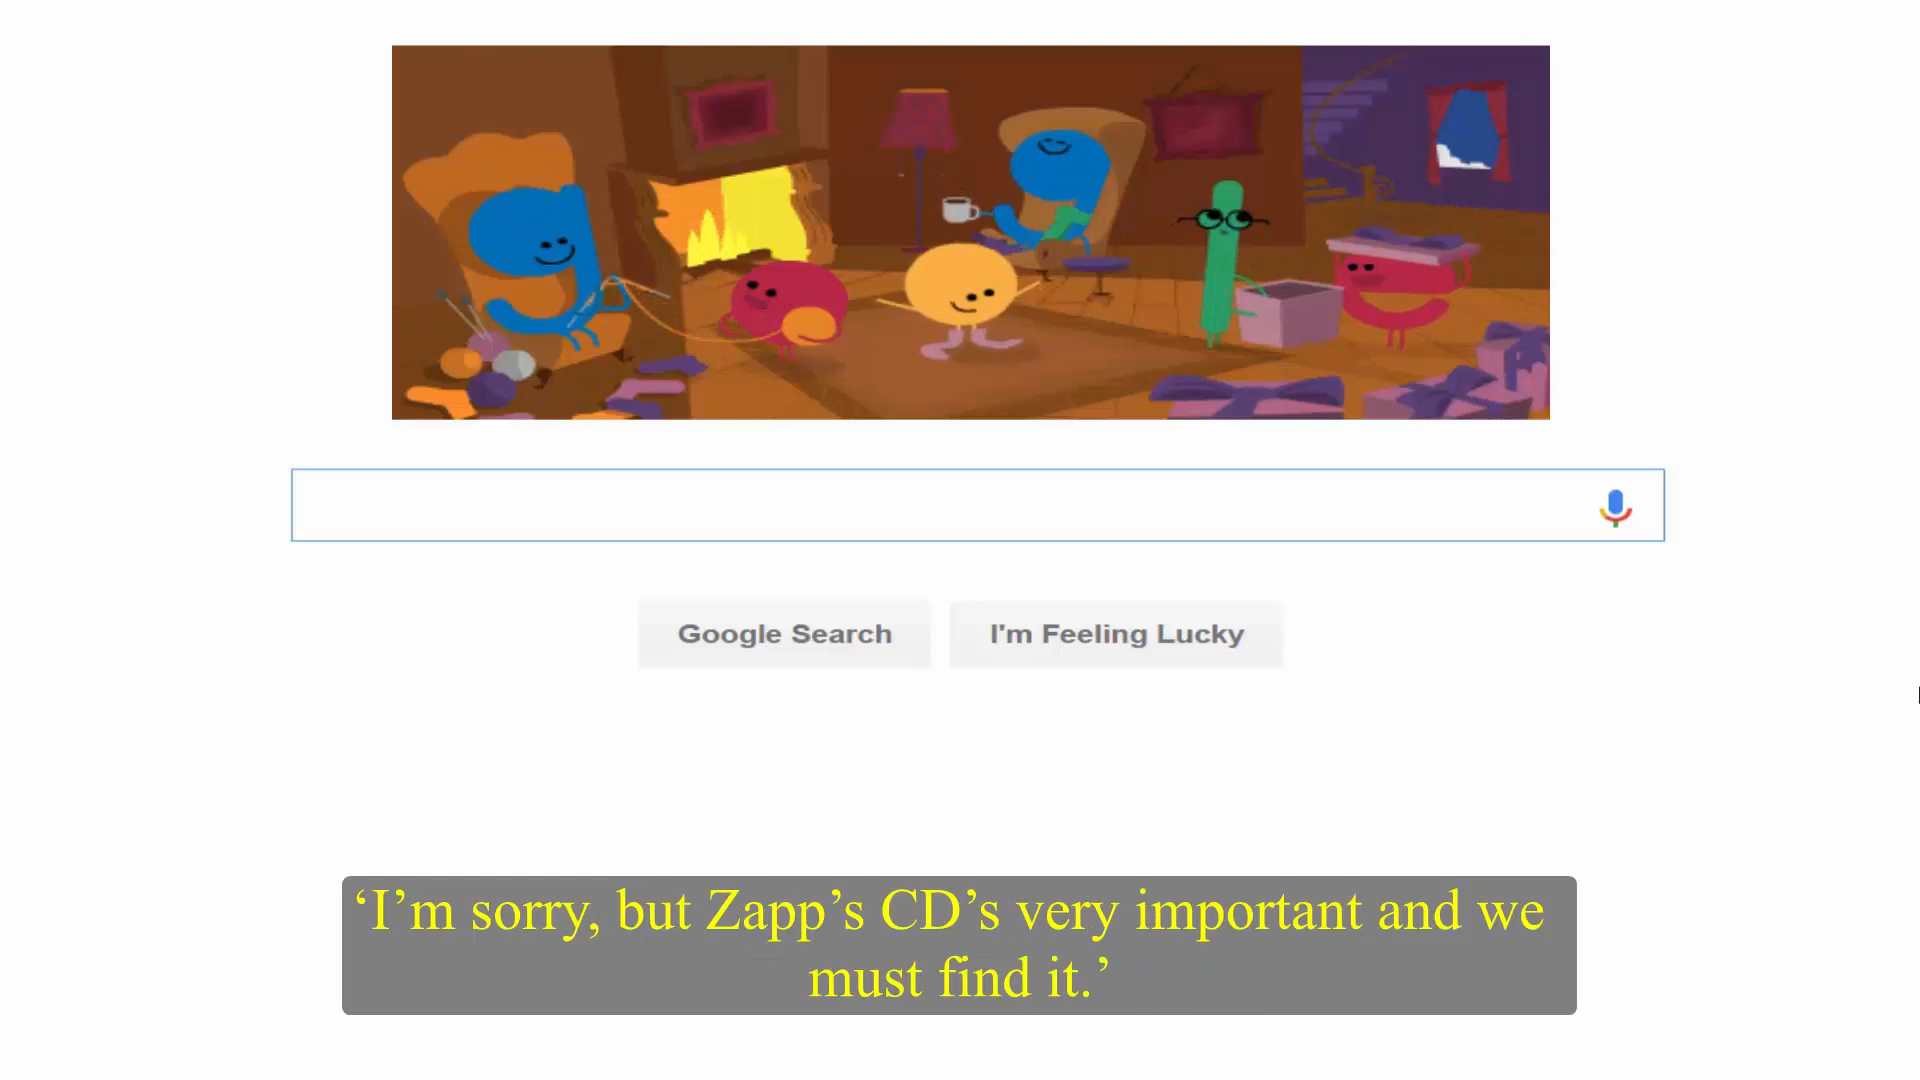 Google Search
I'm Feeling Lucky
‘I’m sorry, but Zapp’s CD’s very important and we
must find it.’